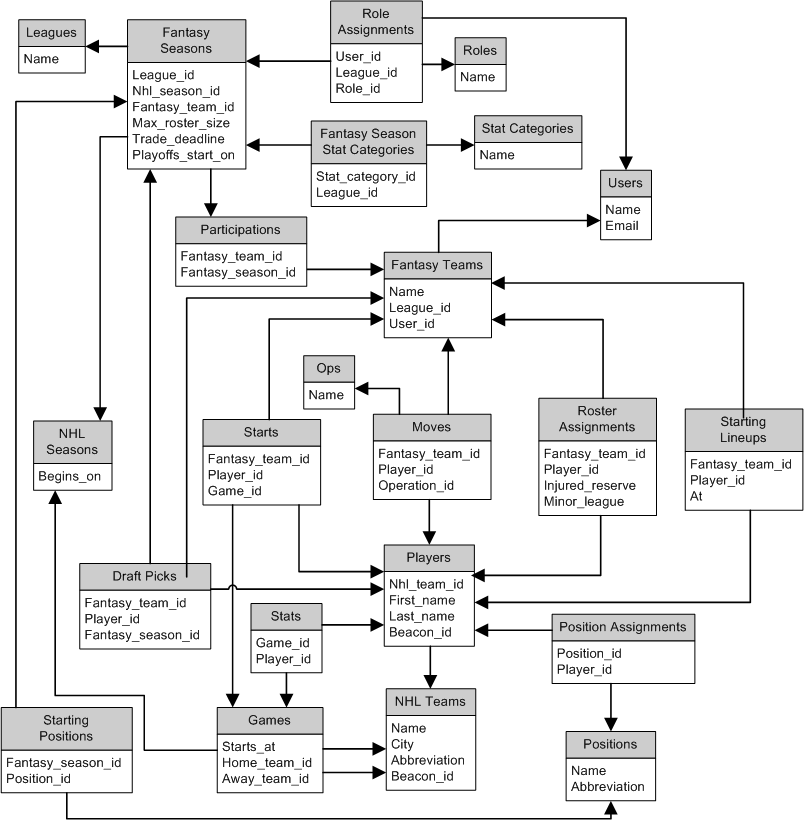 Leagues
Name
Fantasy
Seasons
League_id
Nhl_season_id
Fantasy_team_id
Max_roster_size
Trade_deadline
Playoffs_start_on
Role
Assignments
User_id
League_id
Role_id
Roles
Name
Fantasy Season
Stat Categories
Stat_category_id
League_id
Stat Categories
Name
Users
Name
Email
Participations
Fantasy_team_id
Fantasy_season_id
Fantasy Teams
Name
League_id
User_id
Ops
Name
NHL
Seasons
Begins_on
Starts
Fantasy_team_id
Player_id
Game_id
Moves
Fantasy_team_id
Player_id
Operation_id
Roster
Assignments
Fantasy_team_id
Player_id
Injured_reserve
Minor_league
Starting
Lineups
Fantasy_team_id
Player_id
At
Draft Picks
Fantasy_team_id
Player_id
Fantasy_season_id
Players
Nhl_team_id
First_name
Last_name
Beacon_id
Stats
Game_id
Player_id
Position Assignments
Position_id
Player_id
Starting
Positions
Fantasy_season_id
Position_id
Games
Starts_at
Home_team_id
Away_team_id
NHL Teams
Name
City
Abbreviation
Beacon_id
Positions
Name
Abbreviation